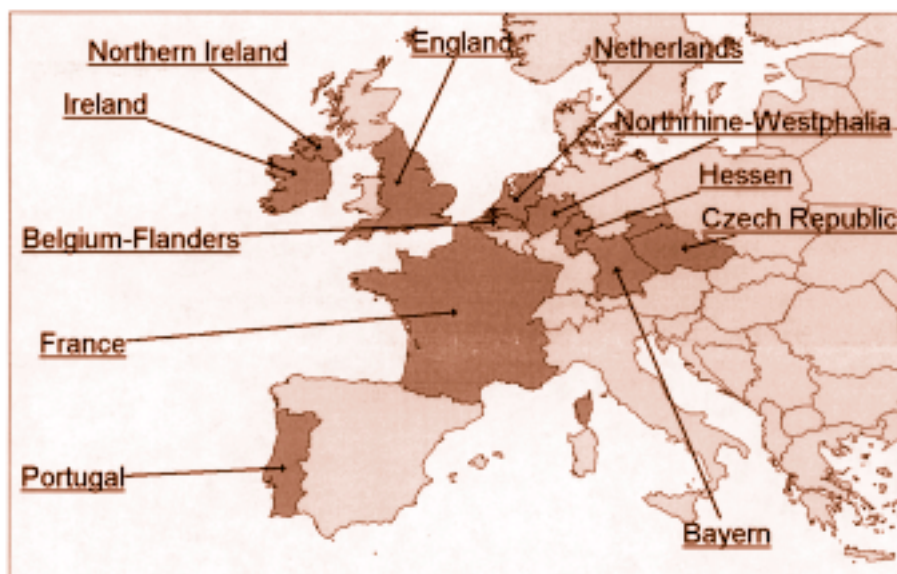 England
Northern Ireland
Netherlands
Ireland
Northrhine-Westphalia
Hessen
Czech Republic
Belgium-Flanders
France
Portugal
Bayern